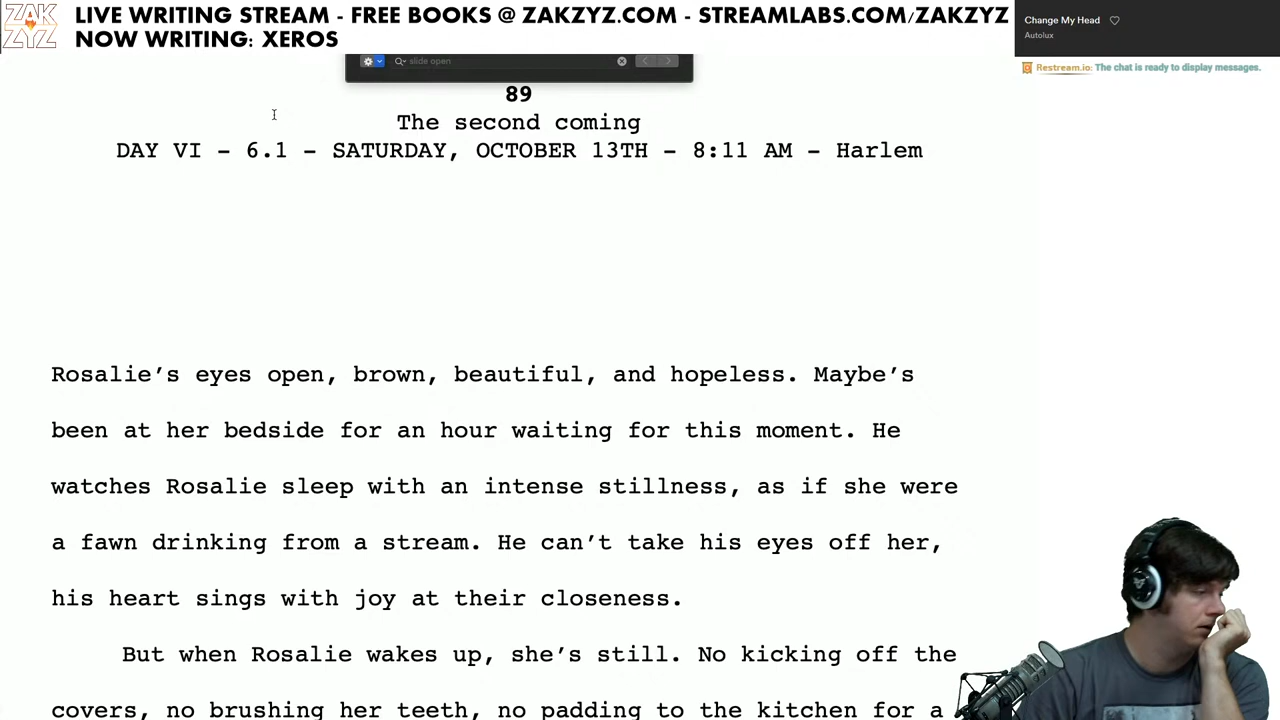 ZAK
ZYZ
LIVE WRITING STREAM - FREE BOOKS @ ZAKZYZ.COM - STREAMLABS.COM/ZAKZYZ
NOW WRITING: XEROS
Change My Head
Autolux
Restream.io: The chat is ready to display messages.
slide open
89
The second coming
DAY VI – 6.1 – SATURDAY, OCTOBER 13TH – 8:11 AM – Harlem
Rosalie’s eyes open, brown, beautiful, and hopeless. Maybe’s
been at her bedside for an hour waiting for this moment. He
watches Rosalie sleep with an intense stillness, as if she were
a fawn drinking from a stream. He can’t take his eyes off her,
his heart sings with joy at their closeness.
But when Rosalie wakes up, she’s still. No kicking off the
covers, no brushing her teeth, no padding to the kitchen for a